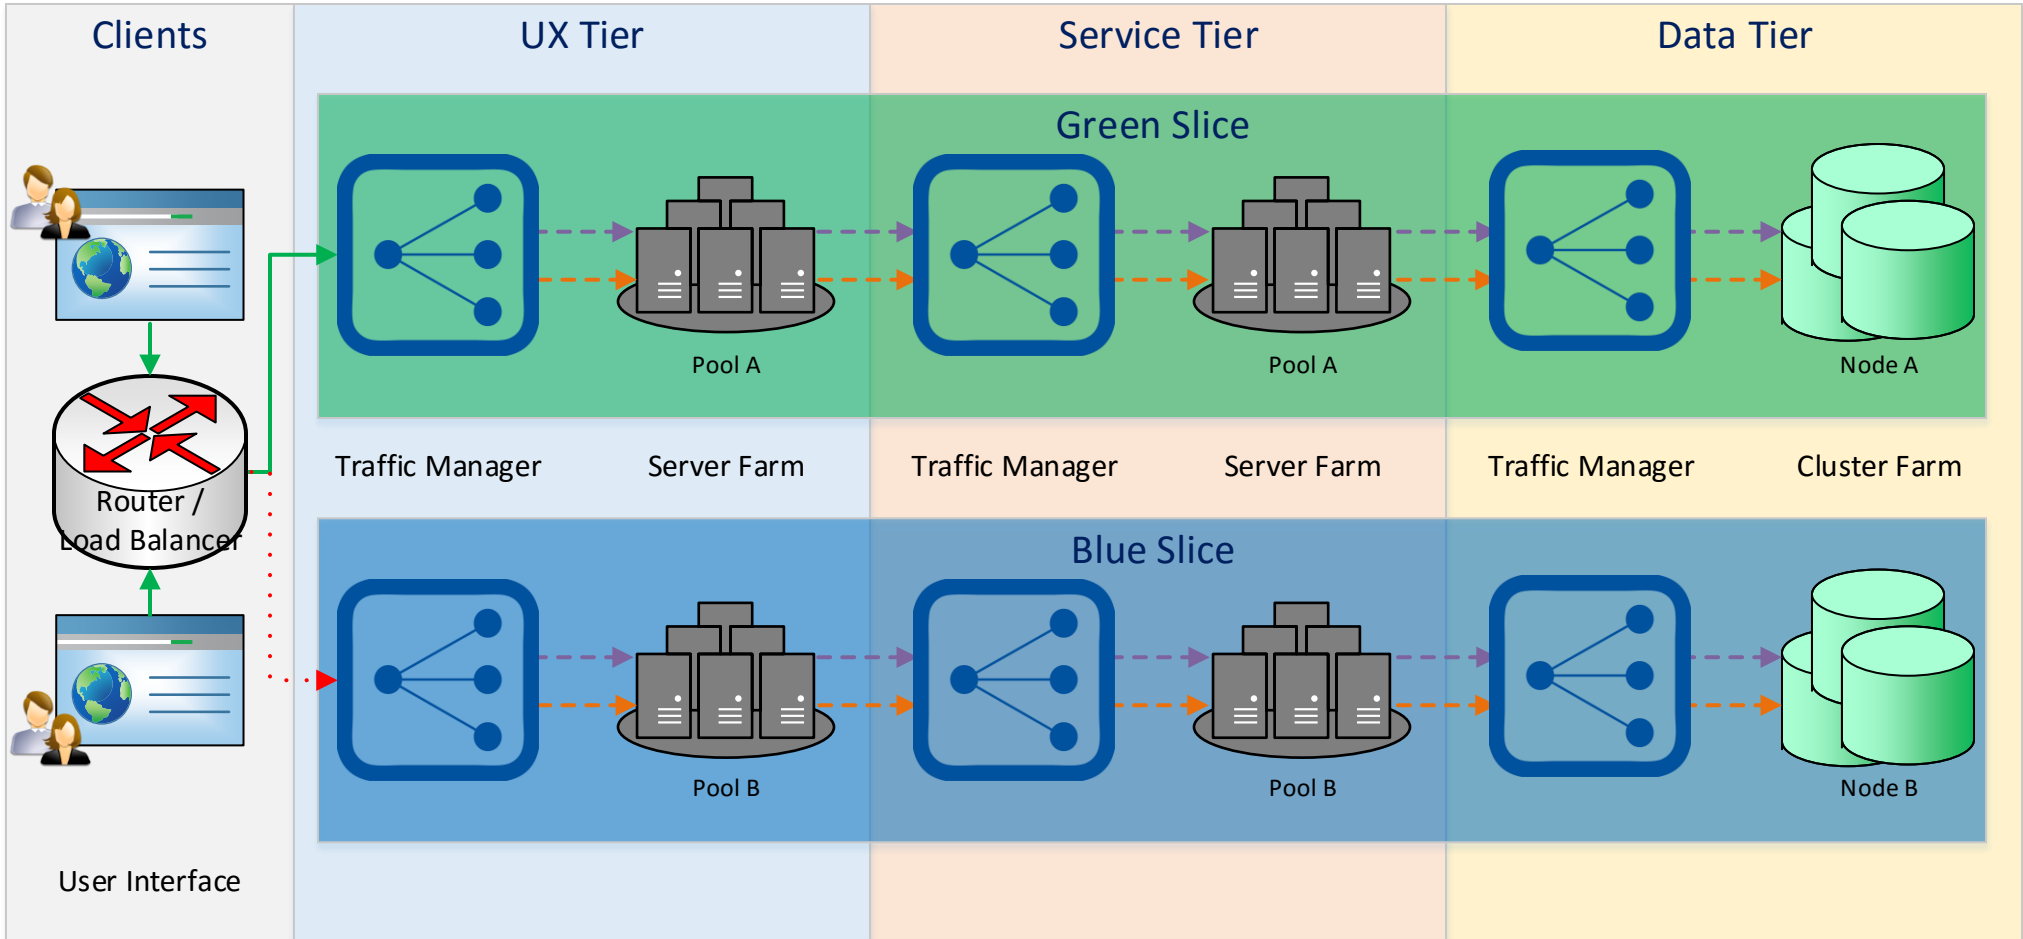 Clients
UX Tier
Service Tier
Data Tier
Green Slice
Pool A
Pool A
Node A
Traffic Manager
Server Farm
Traffic Manager
Server Farm
Traffic Manager
Cluster Farm
Router /
Load Balancer
Blue Slice
Pool B
Pool B
Node B
User Interface